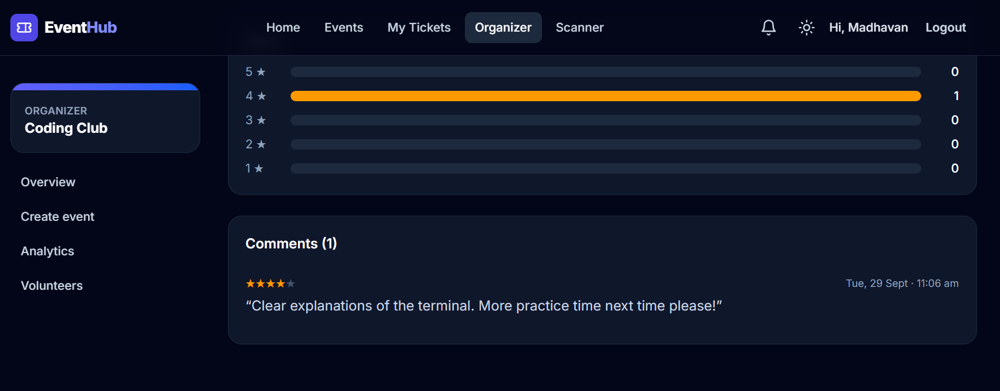 EventHub
Home Events My Tickets Organizer Scanner
Hi, Madhavan Logout
ORGANIZER
Coding Club
Overview
Create event
Analytics
Volunteers
5 ★ 0
4 ★ 1
3 ★ 0
2 ★ 0
1 ★ 0
Comments (1)
★★★★★ Tue, 29 Sept · 11:06 am
“Clear explanations of the terminal. More practice time next time please!”